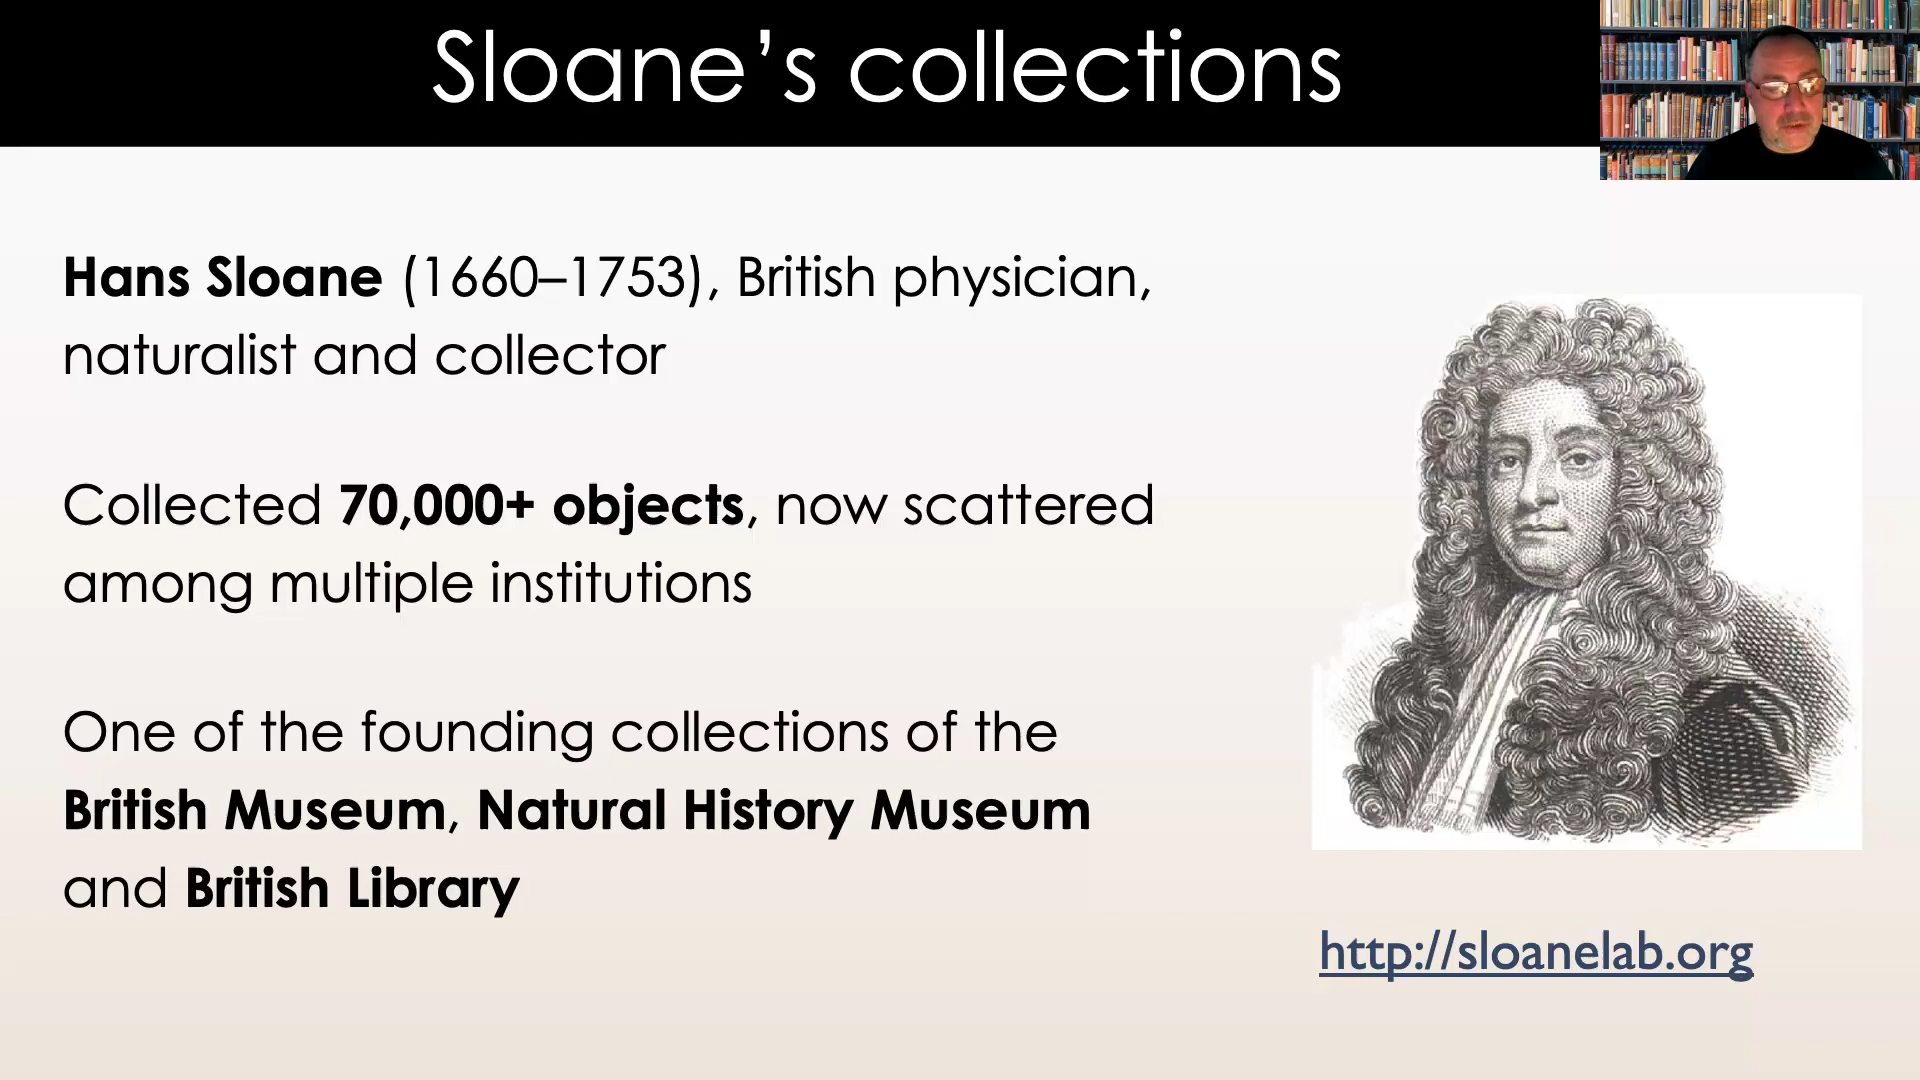 Sloane’s collections
Hans Sloane (1660–1753), British physician,
naturalist and collector
Collected 70,000+ objects, now scattered
among multiple institutions
One of the founding collections of the
British Museum, Natural History Museum
and British Library
http://sloanelab.org